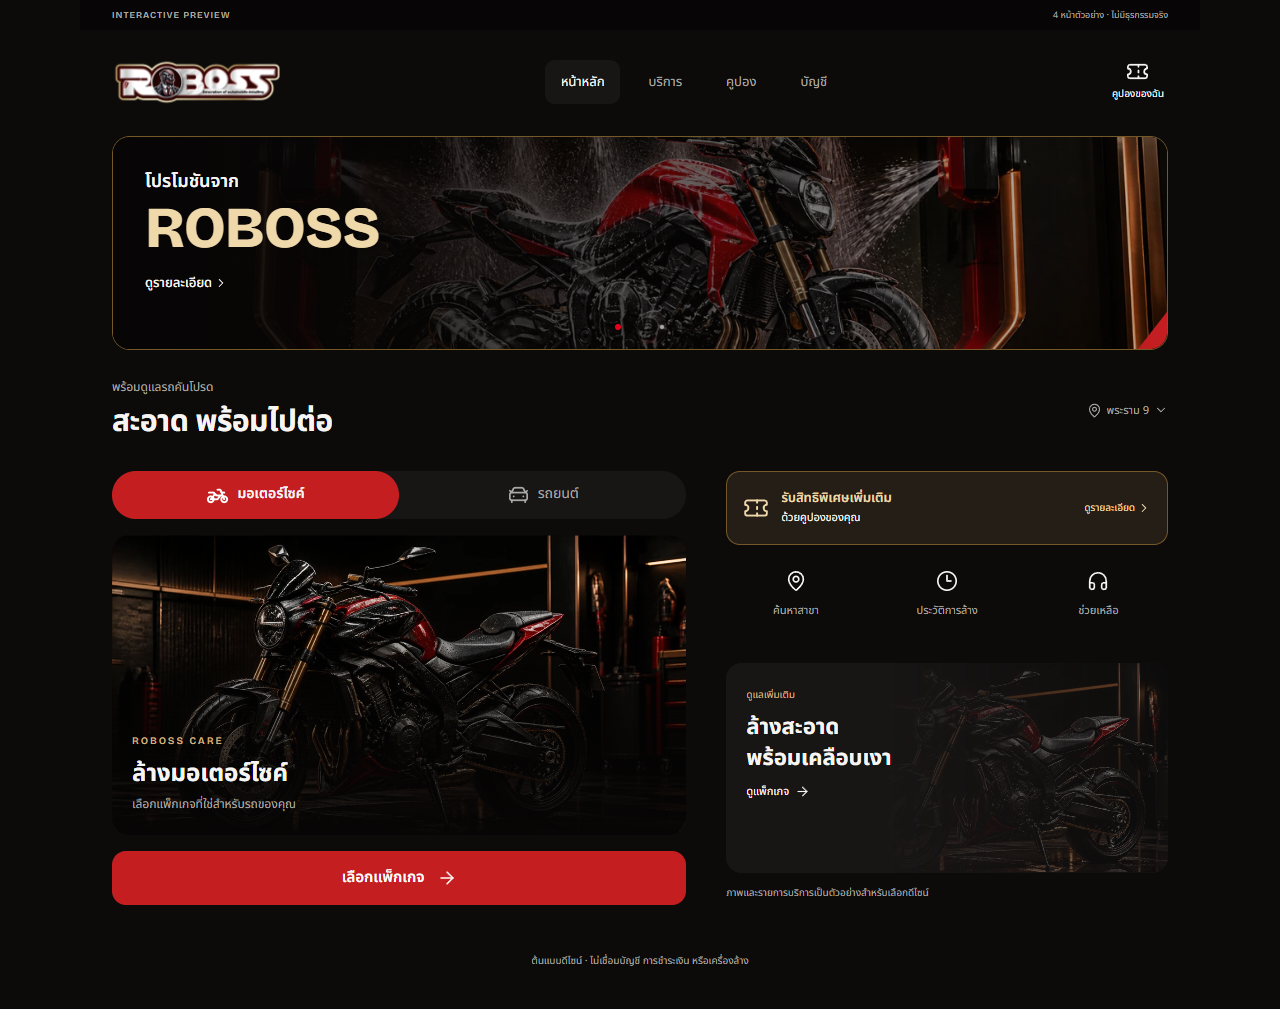 INTERACTIVE PREVIEW
4 หน้าตัวอย่าง · ไม่มีธุรกรรมจริง
ROBOSS
หน้าหลัก
บริการ
คูปอง
บัญชี
คูปองของฉัน
โปรโมชันจาก
ROBOSS
ดูรายละเอียด
พร้อมดูแลรถคันโปรด
สะอาด พร้อมไปต่อ
พระราม 9
มอเตอร์ไซค์
รถยนต์
รับสิทธิพิเศษเพิ่มเติม
ด้วยคูปองของคุณ
ดูรายละเอียด
ค้นหาสาขา
ประวัติการล้าง
ช่วยเหลือ
ROBOSS CARE
ล้างมอเตอร์ไซค์
เลือกแพ็กเกจที่ใช่สำหรับรถของคุณ
เลือกแพ็กเกจ
ดูแลเพิ่มเติม
ล้างสะอาด
พร้อมเคลือบเงา
ดูแพ็กเกจ
ภาพและรายการบริการเป็นตัวอย่างสำหรับเลือกดีไซน์
ต้นแบบดีไซน์ · ไม่เชื่อมบัญชี การชำระเงิน หรือเครื่องล้าง